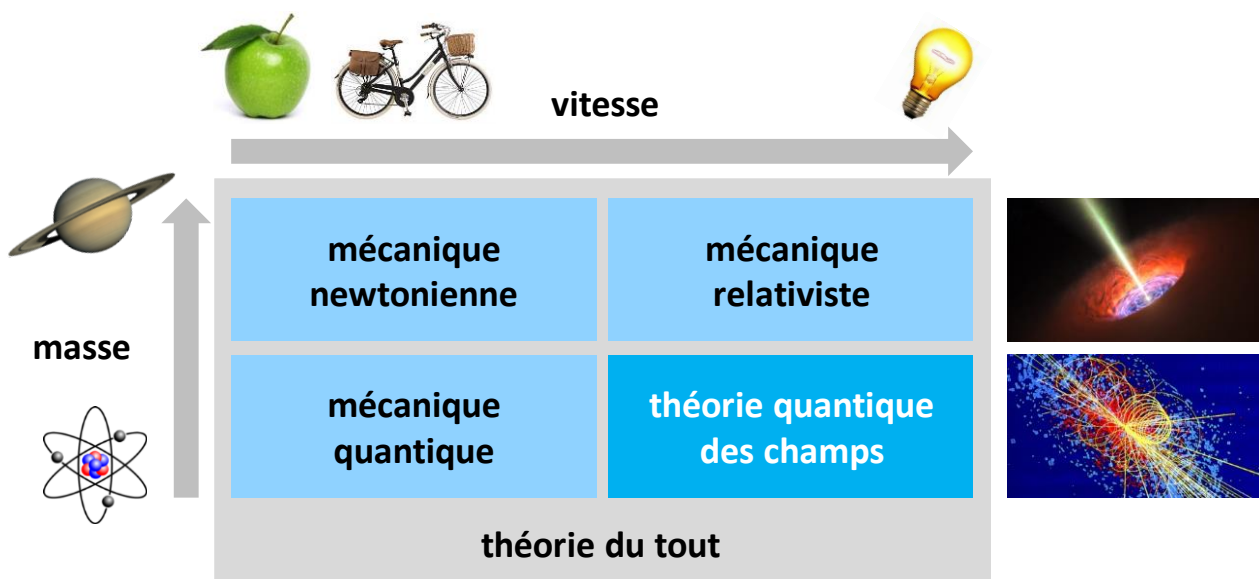 vitesse
masse
mécanique
newtonienne
mécanique
relativiste
mécanique
quantique
théorie quantique
des champs
théorie du tout